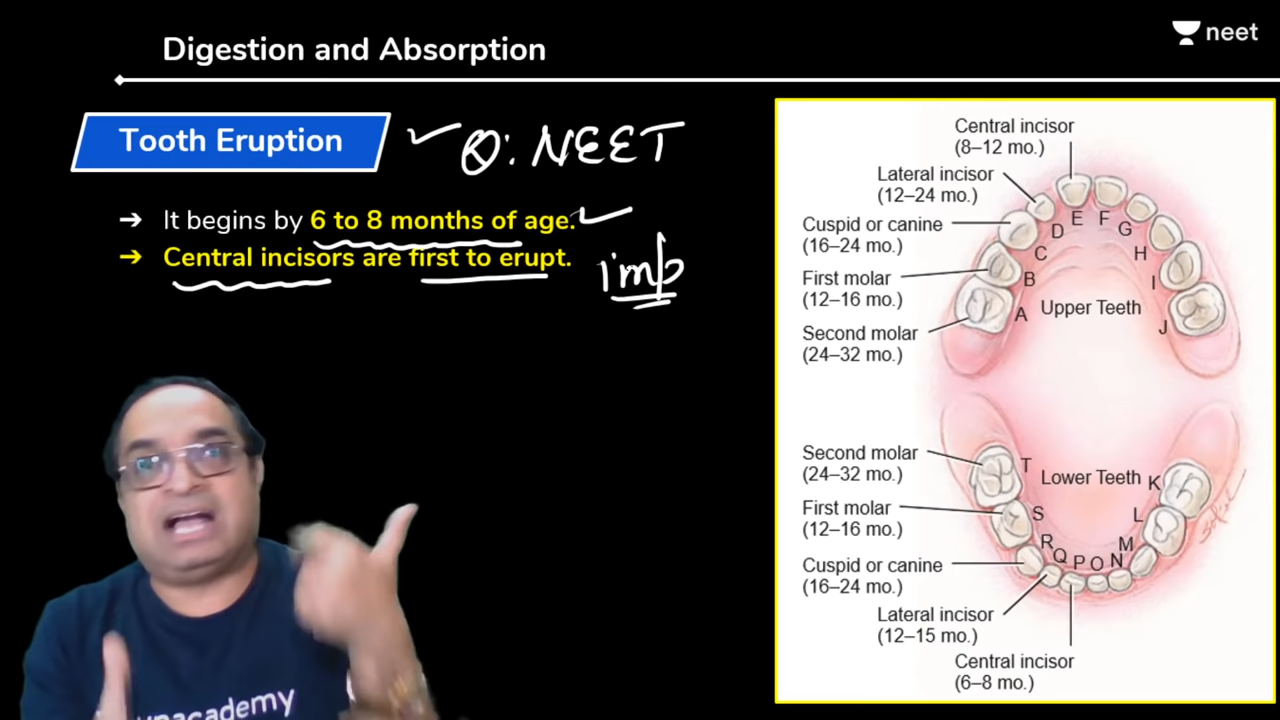 Digestion and Absorption
neet
Tooth Eruption
Q: NEET
➔ It begins by 6 to 8 months of age.
➔ Central incisors are first to erupt.
imp
Central incisor
(8–12 mo.)
Lateral incisor
(12–24 mo.)
Cuspid or canine
(16–24 mo.)
First molar
(12–16 mo.)
Second molar
(24–32 mo.)
A
B
C
D
E
F
G
H
I
J
Upper Teeth
Second molar
(24–32 mo.)
First molar
(12–16 mo.)
Cuspid or canine
(16–24 mo.)
Lateral incisor
(12–15 mo.)
Central incisor
(6–8 mo.)
Lower Teeth
T
S
R
Q
P
O
N
M
L
K